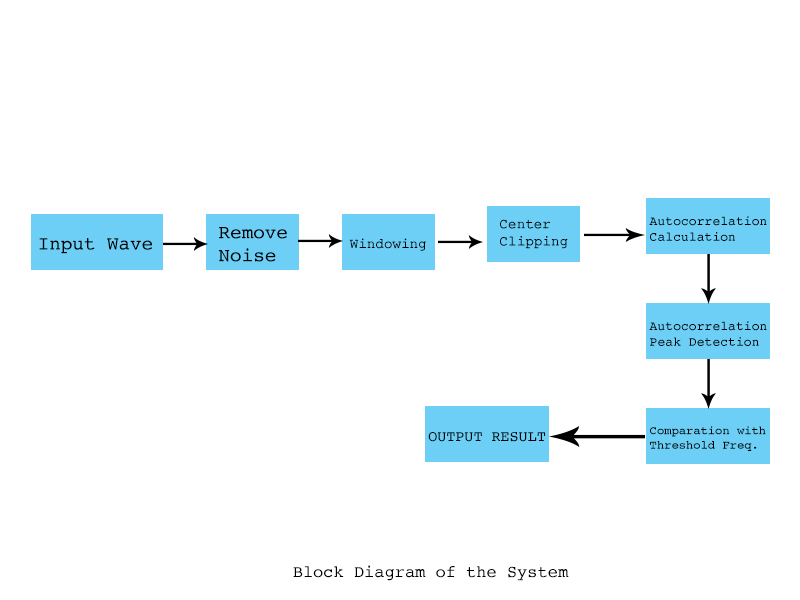 Input Wave
Remove
Noise
Windowing
Center
Clipping
Autocorrelation
Calculation
Autocorrelation
Peak Detection
Comparation with
Threshold Freq.
OUTPUT RESULT
Block Diagram of the System